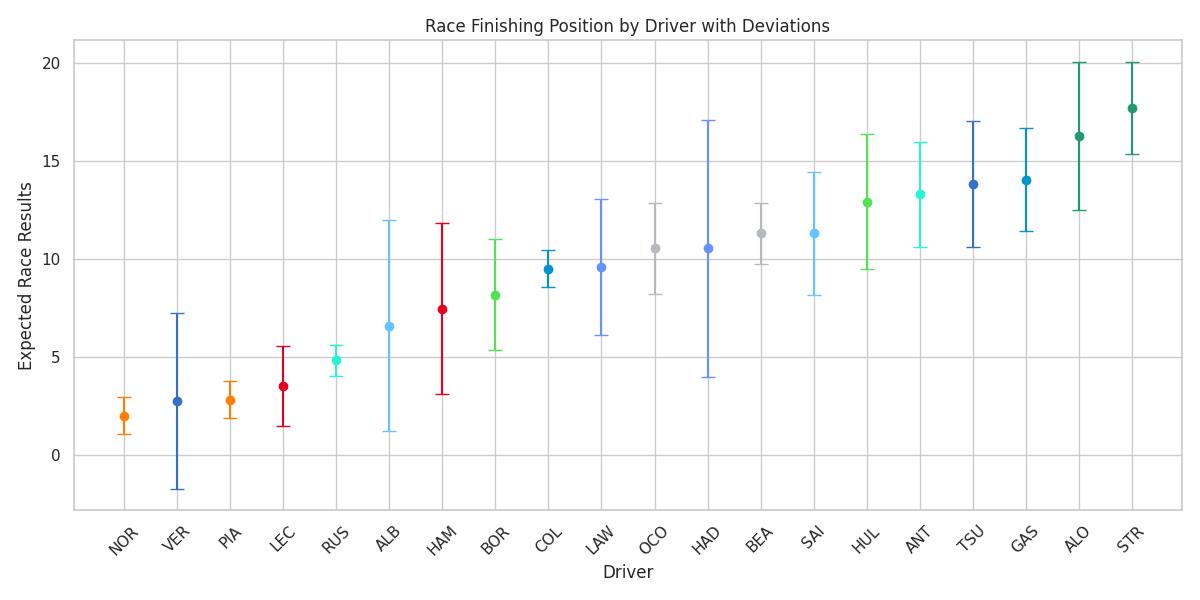 Race Finishing Position by Driver with Deviations
Expected Race Results
20
15
10
5
0
NOR
VER
PIA
LEC
RUS
ALB
HAM
BOR
COL
LAW
OCO
HAD
BEA
SAI
HUL
ANT
TSU
GAS
ALO
STR
Driver